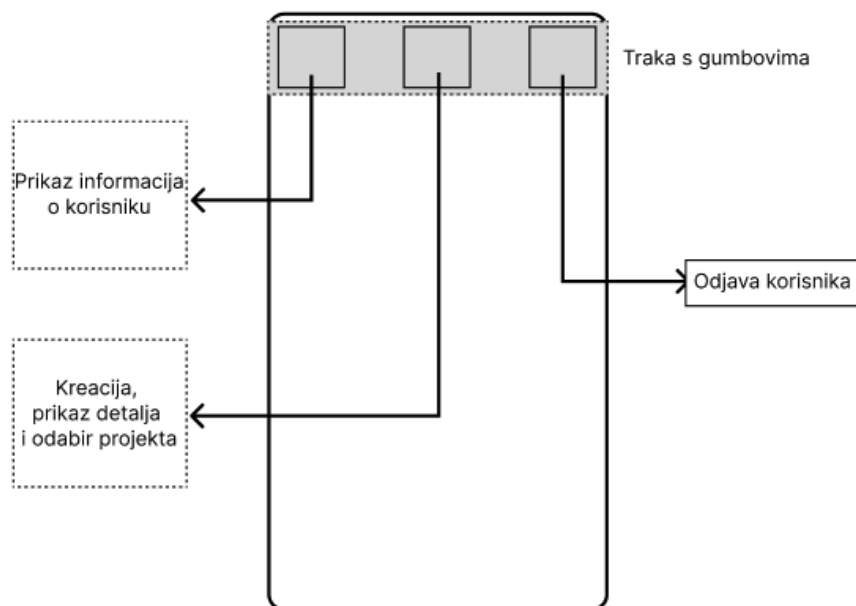 Traka s gumbovima
Prikaz informacija
o korisniku
Odjava korisnika
Kreacija,
prikaz detalja
i odabir projekta